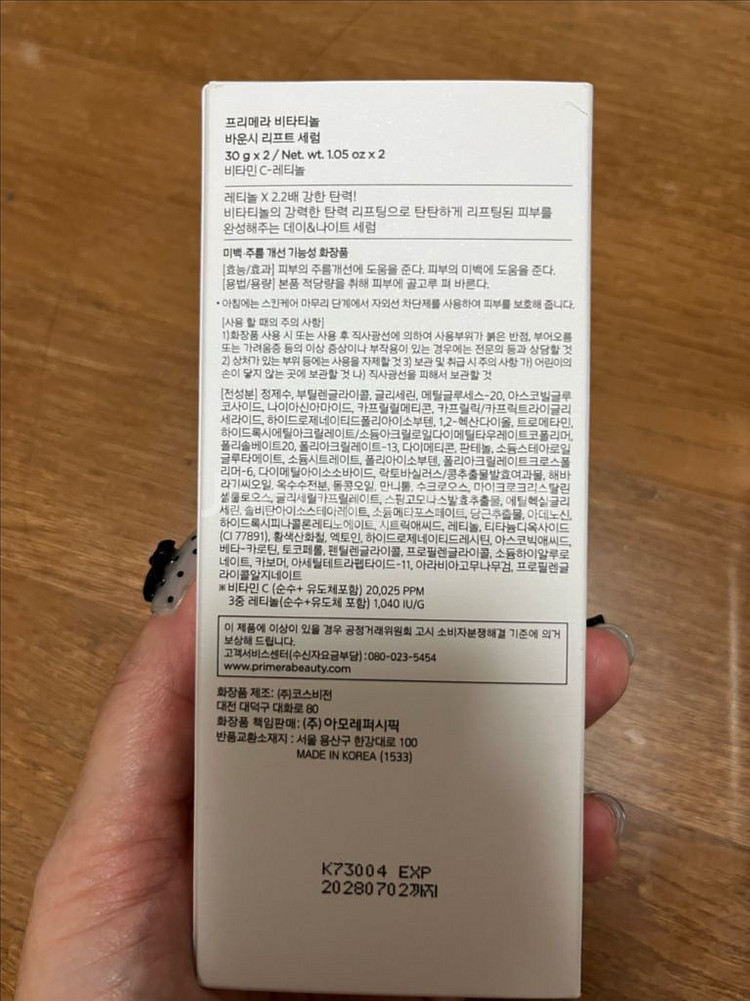 프리메라 비타티놀
바운시 리프트 세럼
30 g x 2 / Net. wt. 1.05 oz x 2
비타민 C-레티놀
레티놀 X 2.2배 강한 탄력!
비타티놀의 강력한 탄력 리프팅으로 탄탄하게 리프팅된 피부를
완성해주는 데이&나이트 세럼
미백·주름 개선 기능성 화장품
[효능/효과] 피부의 주름개선에 도움을 준다. 피부의 미백에 도움을 준다.
[용법/용량] 본품 적당량을 취해 피부에 골고루 펴 바른다.
• 아침에는 스킨케어 마무리 단계에서 자외선 차단제를 사용하여 피부를 보호해 줍니다.
[사용 할 때의 주의 사항]
1)화장품 사용 시 또는 사용 후 직사광선에 의하여 사용부위가 붉은 반점, 부어오름
또는 가려움증 등의 이상 증상이나 부작용이 있는 경우에는 전문의 등과 상담할 것
2) 상처가 있는 부위 등에는 사용을 자제할 것 3) 보관 및 취급 시 주의 사항 가) 어린이의
손이 닿지 않는 곳에 보관할 것 나) 직사광선을 피해서 보관할 것
[전성분] 정제수, 부틸렌글라이콜, 글리세린, 메틸글루세스-20, 아스코빌글루
코사이드, 나이아신아마이드, 카프릴릴메티콘, 카프릴릭/카프릭트라이글리
세라이드, 하이드로제네이티드폴리아이소부텐, 1,2-헥산다이올, 트로메타민,
하이드록시에틸아크릴레이트/소듐아크릴로일다이메틸타우레이트코폴리머,
폴리솔베이트20, 폴리아크릴레이트-13, 다이메티콘, 판테놀, 소듐스테아로일
글루타메이트, 소듐시트레이트, 폴리아이소부텐, 폴리아크릴레이트크로스폴
리머-6, 다이메틸아이소소바이드, 락토바실러스/콩추출물발효여과물, 해바
라기씨오일, 옥수수전분, 동콩오일, 만니톨, 수크로오스, 마이크로크리스탈린
셀룰로오스, 글리세릴카프릴레이트, 스핑고모나스발효추출물, 에틸헥실글리
세린, 솔비탄아이소스테아레이트, 소듐메타포스페이트, 당근추출물, 아데노신,
하이드록시피나콜론레티노에이트, 시트릭애씨드, 레티놀, 티타늄디옥사이드
(CI 77891), 황색산화철, 엑토인, 하이드로제네이티드레시틴, 아스코빅애씨드,
베타-카로틴, 토코페롤, 펜틸렌글라이콜, 프로필렌글라이콜, 소듐하이알루로
네이트, 카보머, 아세틸테트라펩타이드-11, 아라비아고무나무검, 프로필렌글
라이콜알지네이트
※비타민 C (순수+ 유도체포함) 20,025 PPM
3중 레티놀(순수+유도체 포함) 1,040 IU/G
이 제품에 이상이 있을 경우 공정거래위원회 고시 소비자분쟁해결 기준에 의거
보상해 드립니다.
고객서비스센터(수신자요금부담) : 080-023-5454
www.primerabeauty.com
화장품 제조: (주)코스비전
대전 대덕구 대화로 80
화장품 책임판매: (주) 아모레퍼시픽
반품교환소재지 : 서울 용산구 한강대로 100
MADE IN KOREA (1533)
K73004 EXP
20280702까지